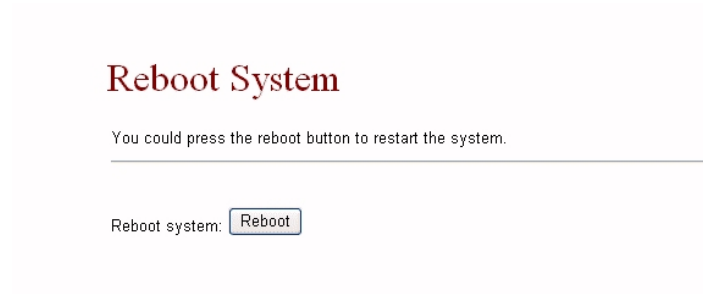 Reboot System
You could press the reboot button to restart the system.
Reboot system: Reboot